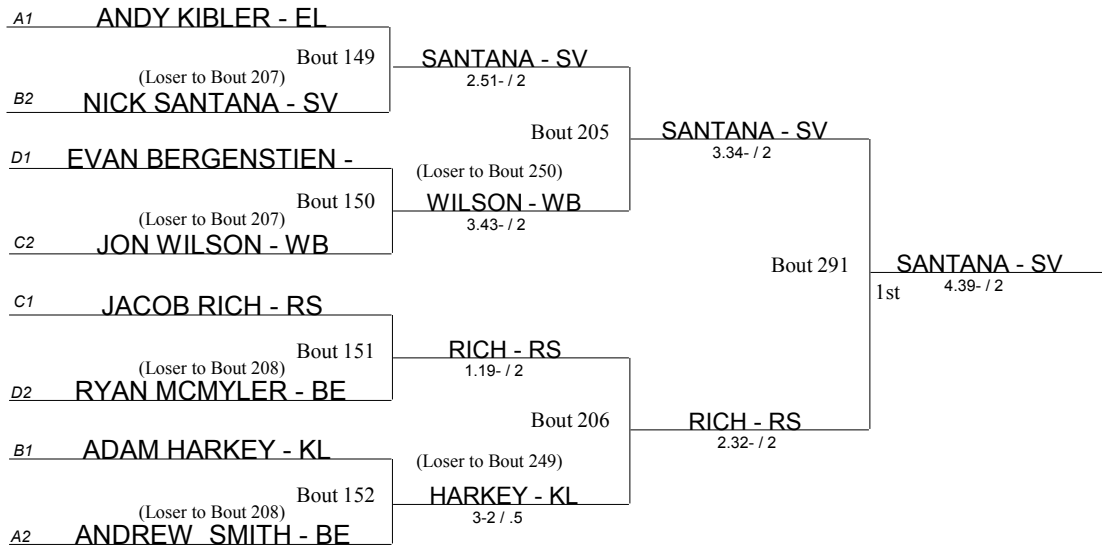 A1 ANDY KIBLER - EL
Bout 149
(Loser to Bout 207)
B2 NICK SANTANA - SV
SANTANA - SV
2.51- / 2
D1 EVAN BERGENSTIEN -
Bout 150
(Loser to Bout 207)
C2 JON WILSON - WB
Bout 205
(Loser to Bout 250)
WILSON - WB
3.43- / 2
SANTANA - SV
3.34- / 2
C1 JACOB RICH - RS
Bout 151
(Loser to Bout 208)
D2 RYAN MCMYLER - BE
RICH - RS
1.19- / 2
B1 ADAM HARKEY - KL
Bout 152
(Loser to Bout 208)
A2 ANDREW  SMITH - BE
Bout 206
(Loser to Bout 249)
HARKEY - KL
3-2 / .5
RICH - RS
2.32- / 2
Bout 291
SANTANA - SV
1st
4.39- / 2